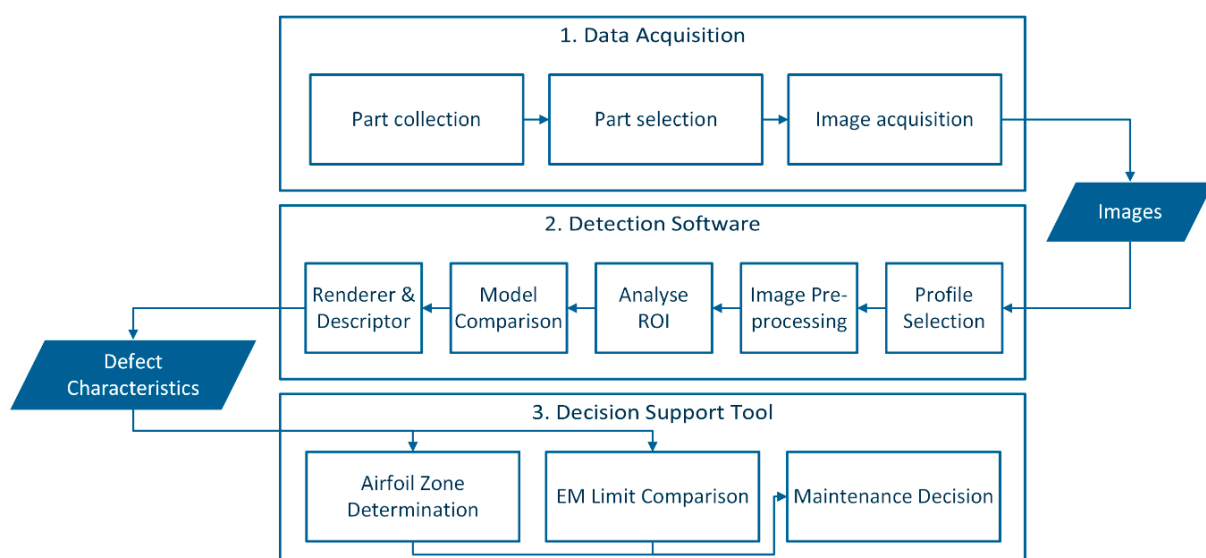 1. Data Acquisition
Part collection
Part selection
Image acquisition
Images
2. Detection Software
Renderer &
Descriptor
Model
Comparison
Analyse
ROI
Image Pre-
processing
Profile
Selection
Defect
Characteristics
3. Decision Support Tool
Airfoil Zone
Determination
EM Limit Comparison
Maintenance Decision